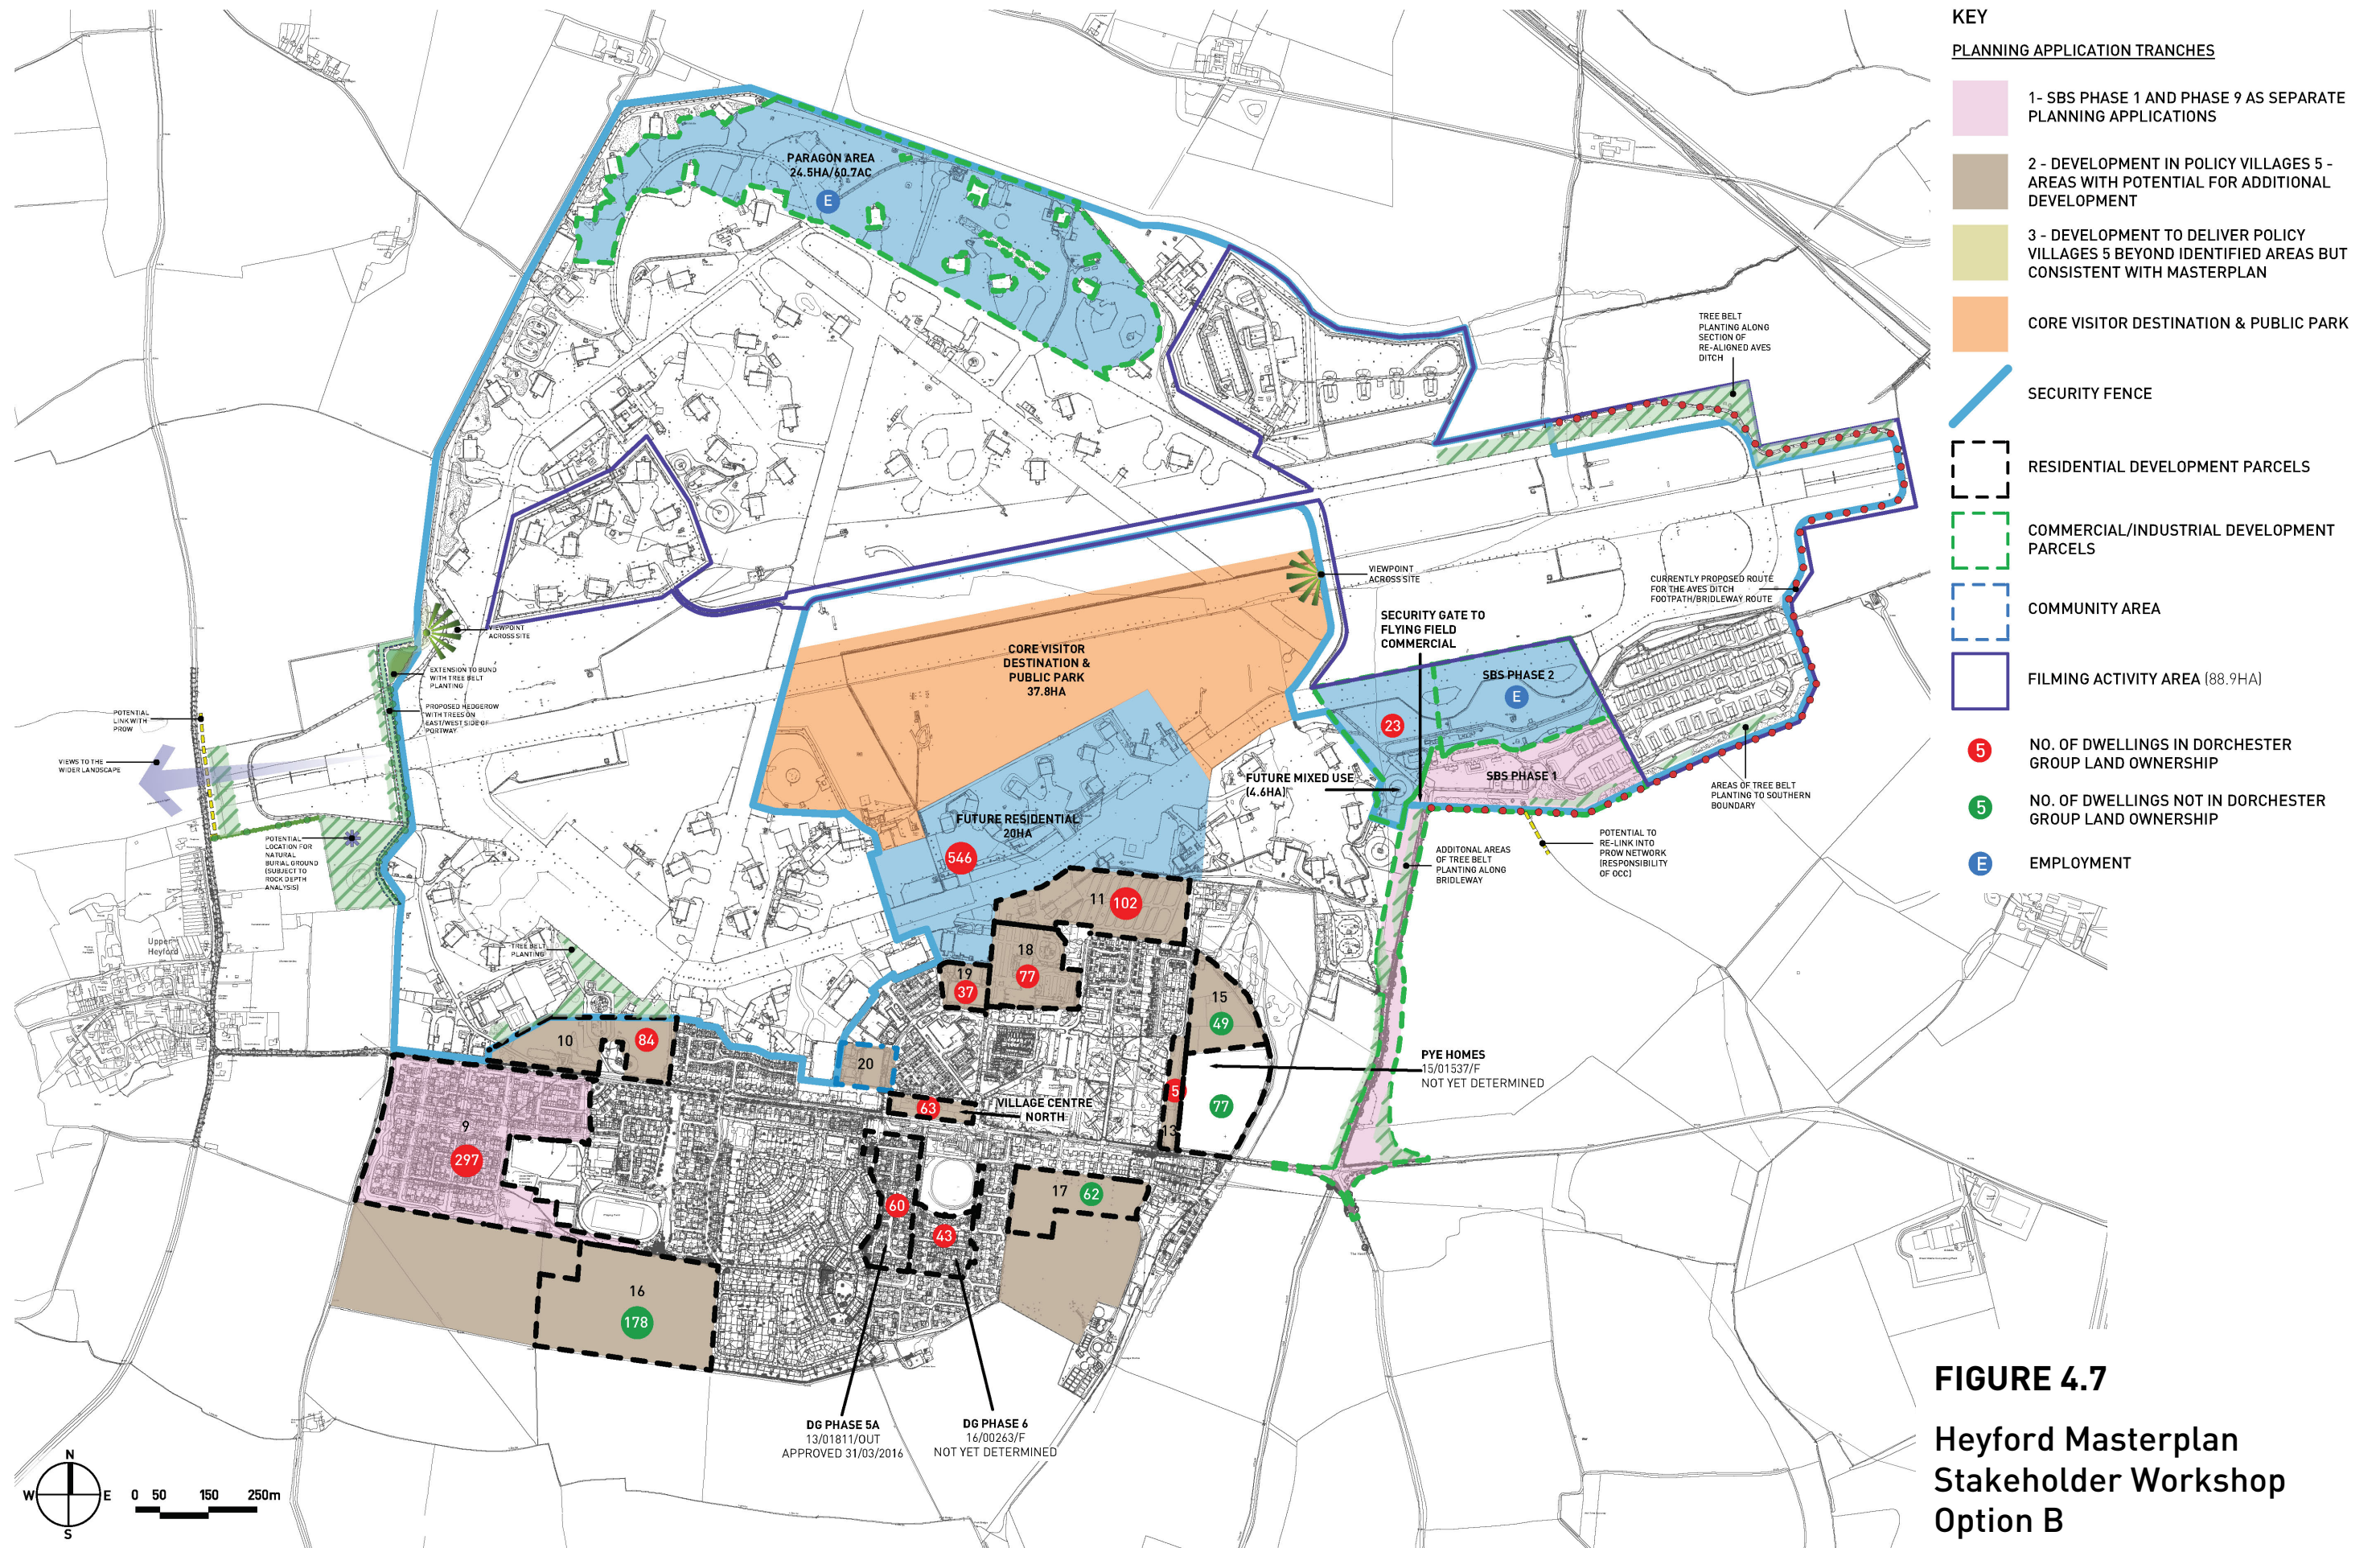 KEY
PLANNING APPLICATION TRANCHES
1- SBS PHASE 1 AND PHASE 9 AS SEPARATE
PLANNING APPLICATIONS
2 - DEVELOPMENT IN POLICY VILLAGES 5 -
AREAS WITH POTENTIAL FOR ADDITIONAL
DEVELOPMENT
3 - DEVELOPMENT TO DELIVER POLICY
VILLAGES 5 BEYOND IDENTIFIED AREAS BUT
CONSISTENT WITH MASTERPLAN
CORE VISITOR DESTINATION & PUBLIC PARK
SECURITY FENCE
RESIDENTIAL DEVELOPMENT PARCELS
COMMERCIAL/INDUSTRIAL DEVELOPMENT
PARCELS
COMMUNITY AREA
FILMING ACTIVITY AREA (88.9HA)
5
NO. OF DWELLINGS IN DORCHESTER
GROUP LAND OWNERSHIP
5
NO. OF DWELLINGS NOT IN DORCHESTER
GROUP LAND OWNERSHIP
E
EMPLOYMENT
PARAGON AREA
24.5HA/60.7AC
E
TREE BELT
PLANTING ALONG
SECTION OF
RE-ALIGNED AVES
DITCH
VIEWPOINT
ACROSS SITE
CURRENTLY PROPOSED ROUTE
FOR THE AVES DITCH
FOOTPATH/BRIDLEWAY ROUTE
SECURITY GATE TO
FLYING FIELD
COMMERCIAL
VIEWPOINT
ACROSS SITE
EXTENSION TO BUND
WITH TREE BELT
PLANTING
PROPOSED HEDGEROW
WITH TREES ON
EAST/WEST SIDE OF
PORTWAY
POTENTIAL
LINK WITH
PROW
VIEWS TO THE
WIDER LANDSCAPE
CORE VISITOR
DESTINATION &
PUBLIC PARK
37.8HA
SBS PHASE 2
E
23
SBS PHASE 1
FUTURE MIXED USE
(4.6HA)
AREAS OF TREE BELT
PLANTING TO SOUTHERN
BOUNDARY
POTENTIAL
LOCATION FOR
NATURAL
BURIAL GROUND
(SUBJECT TO
ROCK DEPTH
ANALYSIS)
FUTURE RESIDENTIAL
20HA
546
ADDITONAL AREAS
OF TREE BELT
PLANTING ALONG
BRIDLEWAY
POTENTIAL TO
RE-LINK INTO
PROW NETWORK
(RESPONSIBILITY
OF OCC)
Upper
Heyford
TREE BELT
PLANTING
11
102
18
77
19
37
15
49
10
84
20
PYE HOMES
15/01537/F
NOT YET DETERMINED
5
77
13
63
VILLAGE CENTRE
NORTH
9
297
60
43
17
62
16
178
DG PHASE 5A
13/01811/OUT
APPROVED 31/03/2016
DG PHASE 6
16/00263/F
NOT YET DETERMINED
N
W
E
S
0 50 150 250m
FIGURE 4.7
Heyford Masterplan
Stakeholder Workshop
Option B